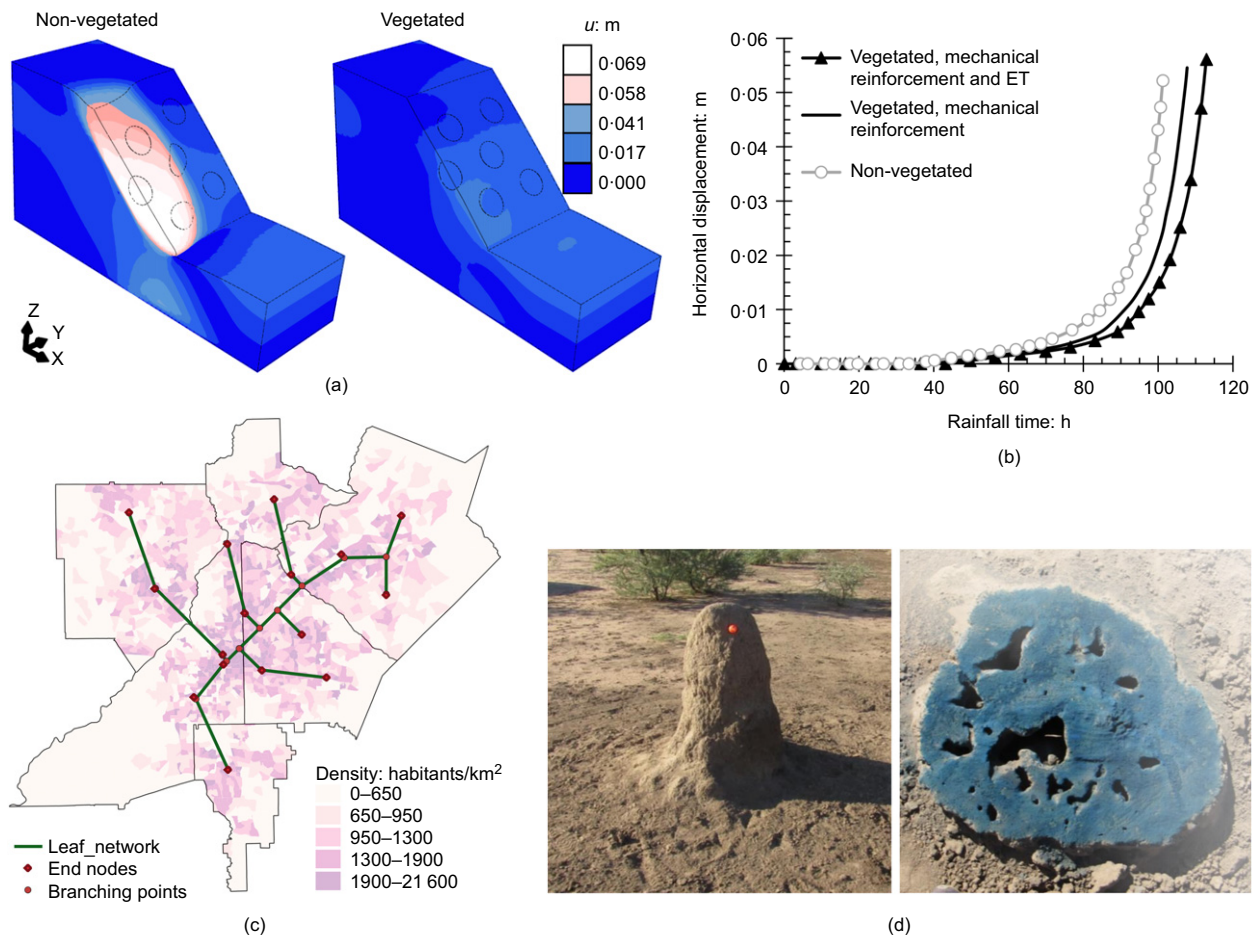 Non-vegetated
Vegetated
u: m
0·069
0·058
0·041
0·017
0·000
Z
Y
X
(a)
0·06
0·05
0·04
0·03
0·02
0·01
0
Horizontal displacement: m
Vegetated, mechanical
reinforcement and ET
Vegetated, mechanical
reinforcement
Non-vegetated
0 20 40 60 80 100 120
Rainfall time: h
(b)
Density: habitants/km²
0–650
650–950
950–1300
1300–1900
1900–21 600
Leaf_network
End nodes
Branching points
(c)
(d)